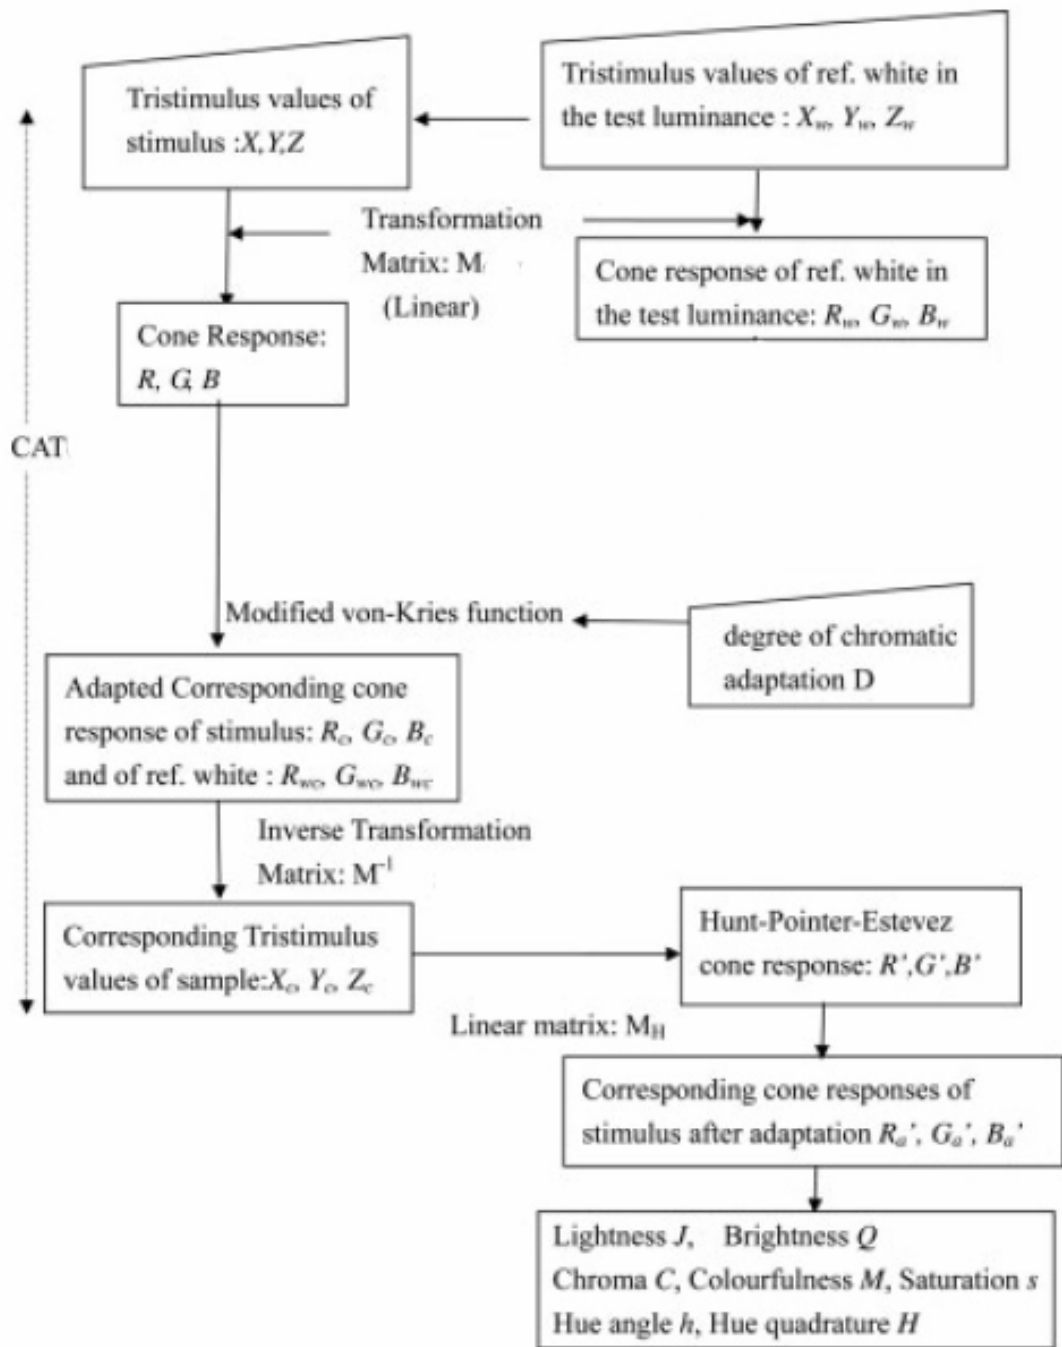 Tristimulus values of
stimulus :X,Y,Z
Tristimulus values of ref. white in
the test luminance : Xw, Yw, Zw
Transformation
Matrix: M
(Linear)
Cone response of ref. white in
the test luminance: Rw, Gw, Bw
Cone Response:
R, G, B
CAT
Modified von-Kries function
degree of chromatic
adaptation D
Adapted Corresponding cone
response of stimulus: Rc, Gc, Bc
and of ref. white : Rwc, Gwc, Bwc
Inverse Transformation
Matrix: M⁻¹
Corresponding Tristimulus
values of sample:Xc, Yc, Zc
Hunt-Pointer-Estevez
cone response: R’,G’,B’
Linear matrix: MH
Corresponding cone responses of
stimulus after adaptation Ra’, Ga’, Ba’
Lightness J, Brightness Q
Chroma C, Colourfulness M, Saturation s
Hue angle h, Hue quadrature H